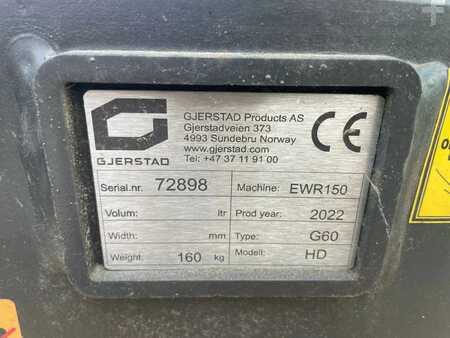 GJERSTAD Products AS
Gjerstadveien 373
4993 Sundebru Norway
www.gjerstad.com
Tel: +47 37 11 91 00
CE
GJERSTAD
Serial.nr. 72898 Machine: EWR150
Volum: ltr Prod year: 2022
Width: mm Type: G60
Weight: 160 kg Modell: HD